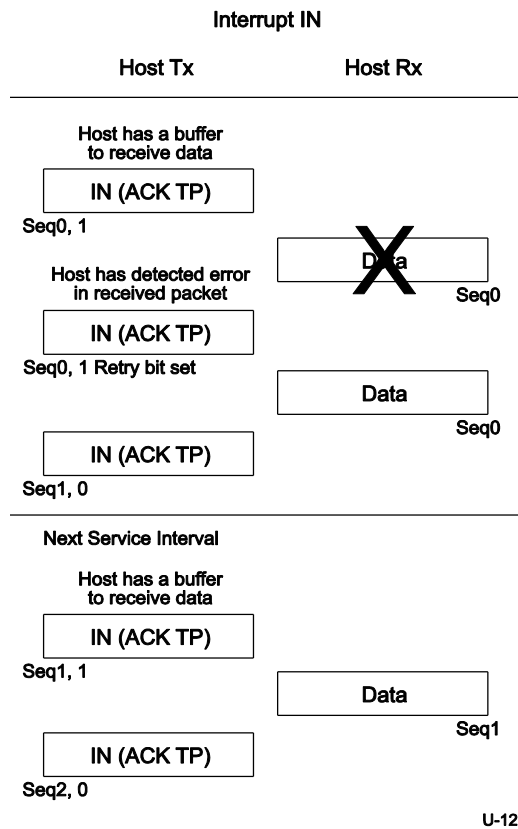 Interrupt IN
Host Tx
Host Rx
Host has a buffer
to receive data
IN (ACK TP)
Seq0, 1
Data
Seq0
Host has detected error
in received packet
IN (ACK TP)
Seq0, 1 Retry bit set
Data
Seq0
IN (ACK TP)
Seq1, 0
Next Service Interval
Host has a buffer
to receive data
IN (ACK TP)
Seq1, 1
Data
Seq1
IN (ACK TP)
Seq2, 0
U-12